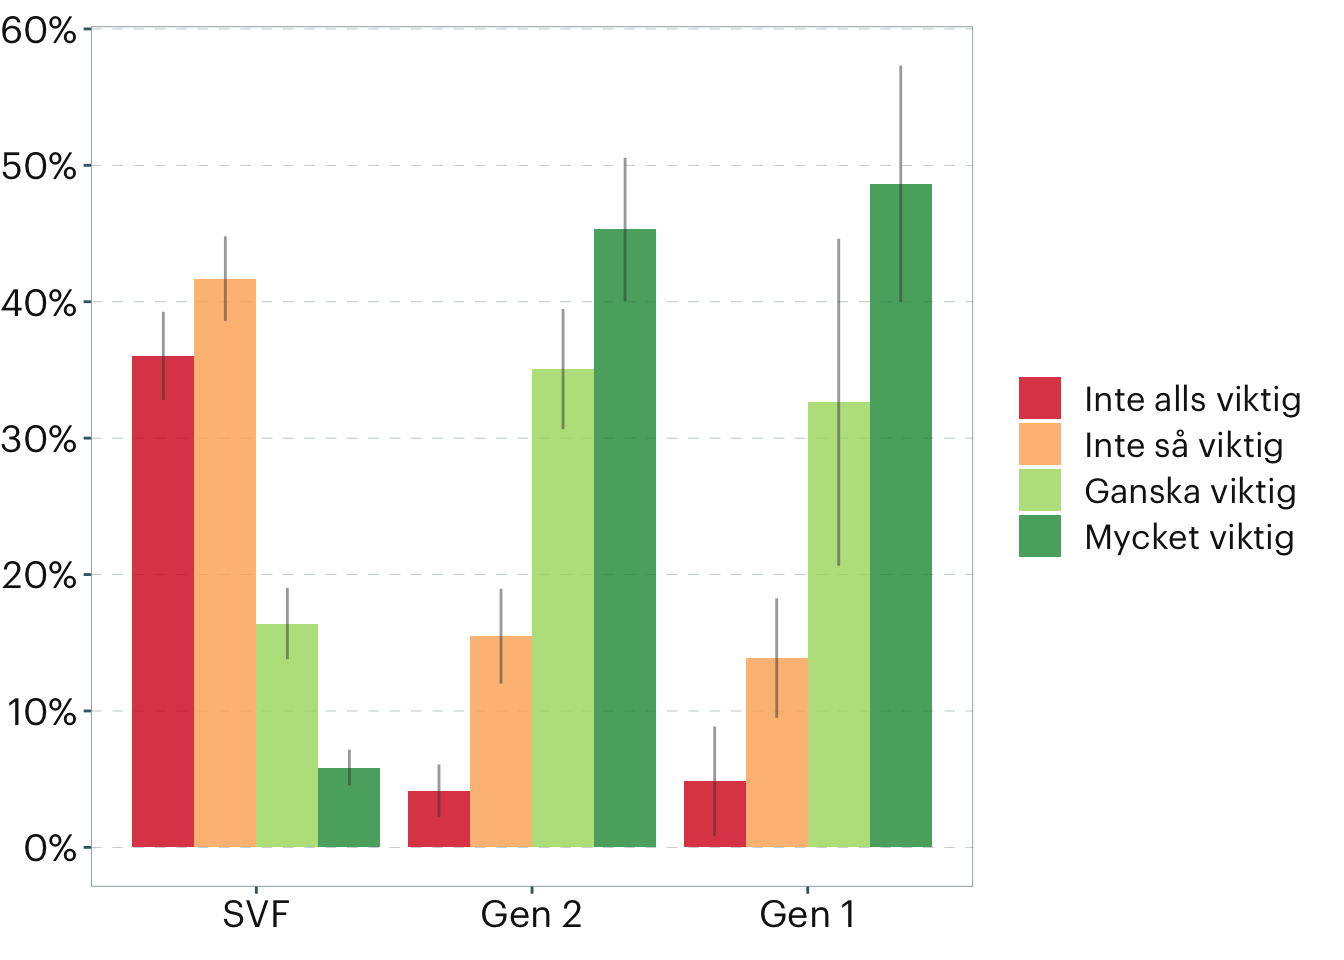 60%
50%
40%
30%
20%
10%
0%
SVF
Gen 2
Gen 1
Inte alls viktig
Inte så viktig
Ganska viktig
Mycket viktig